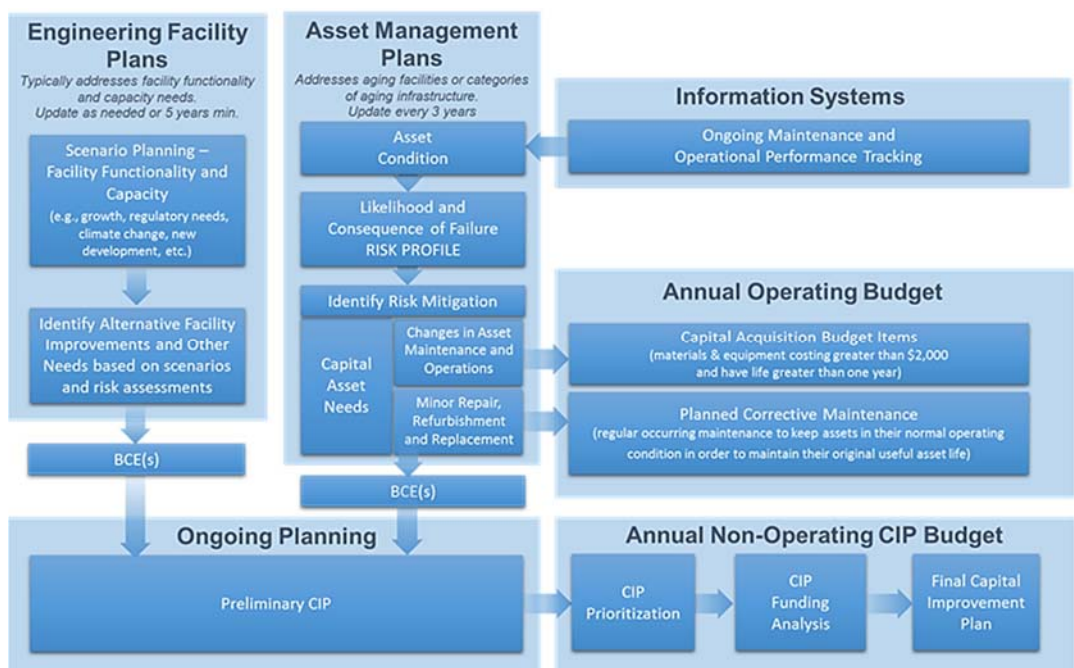 Engineering Facility
Plans
Typically addresses facility functionality
and capacity needs.
Update as needed or 5 years min.
Scenario Planning –
Facility Functionality and
Capacity
(e.g., growth, regulatory needs,
climate change, new
development, etc.)
Identify Alternative Facility
Improvements and Other
Needs based on scenarios
and risk assessments
BCE(s)
Asset Management
Plans
Addresses aging facilities or categories
of aging infrastructure.
Update every 3 years
Asset
Condition
Likelihood and
Consequence of Failure
RISK PROFILE
Identify Risk Mitigation
Capital
Asset
Needs
Changes in Asset
Maintenance and
Operations
Minor Repair,
Refurbishment
and Replacement
BCE(s)
Information Systems
Ongoing Maintenance and
Operational Performance Tracking
Annual Operating Budget
Capital Acquisition Budget Items
(materials & equipment costing greater than $2,000
and have life greater than one year)
Planned Corrective Maintenance
(regular occurring maintenance to keep assets in their normal operating
condition in order to maintain their original useful asset life)
Ongoing Planning
Preliminary CIP
Annual Non-Operating CIP Budget
CIP
Prioritization
CIP
Funding
Analysis
Final Capital
Improvement
Plan